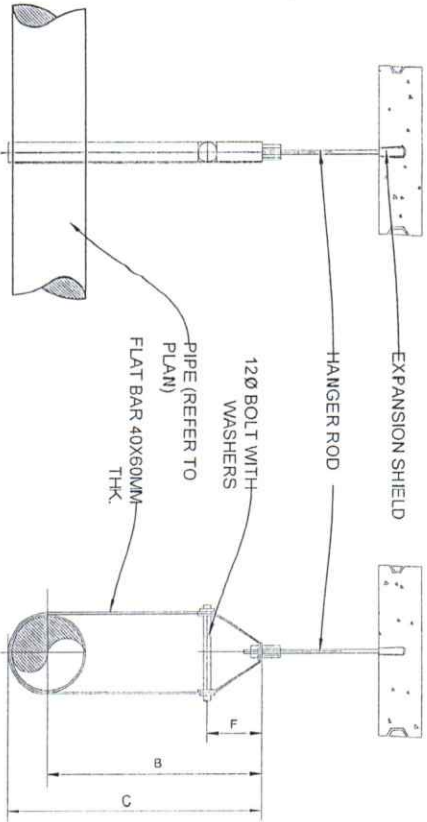 EXPANSION SHIELD
HANGER ROD
12Ø BOLT WITH
WASHERS
PIPE (REFER TO
PLAN)
FLAT BAR 40X60MM
THK.
F
B
C